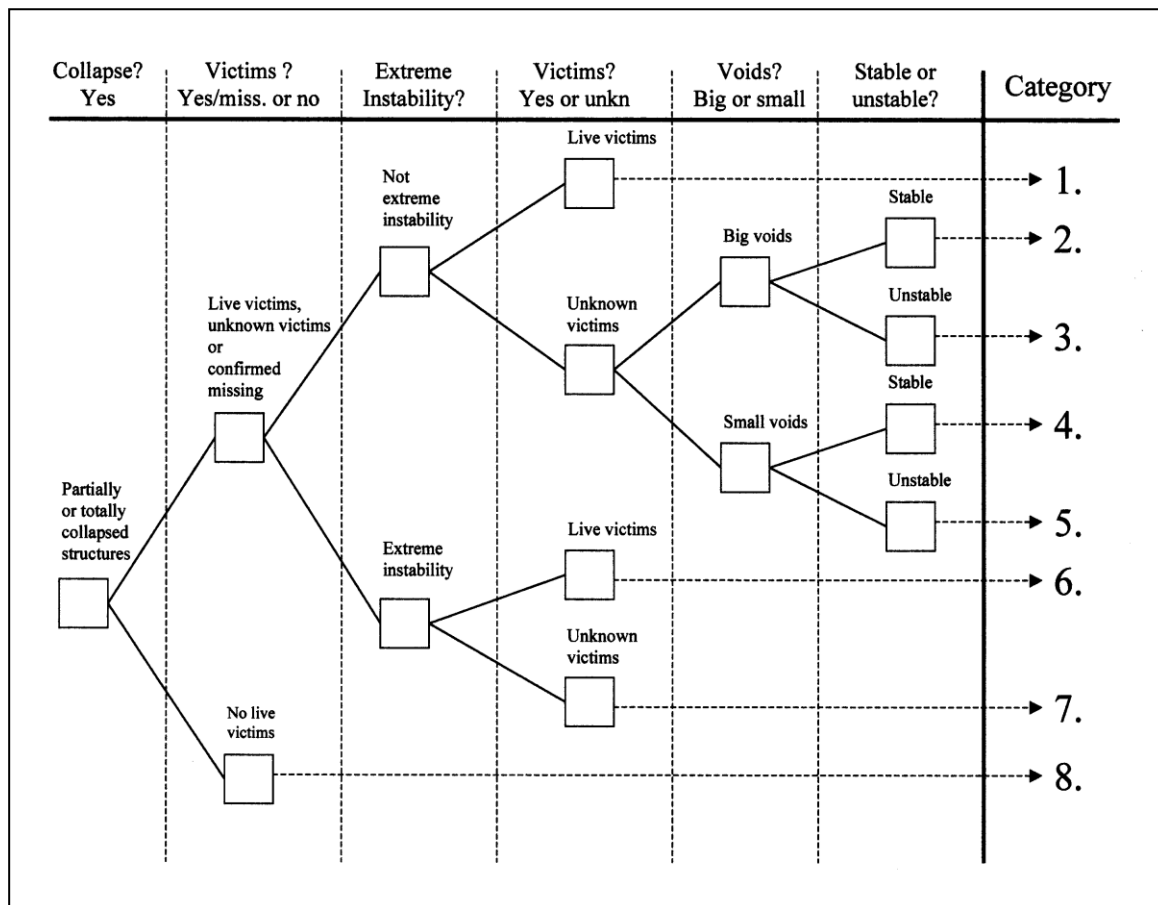 Collapse?
Yes
Victims ?
Yes/miss. or no
Extreme
Instability?
Victims?
Yes or unkn
Voids?
Big or small
Stable or
unstable?
Category
Live victims
1.
Not
extreme
instability
Stable
2.
Big voids
Live victims,
unknown victims
or
confirmed
missing
Unknown
victims
Unstable
3.
Stable
4.
Small voids
Unstable
5.
Partially
or totally
collapsed
structures
Live victims
6.
Extreme
instability
Unknown
victims
7.
No live
victims
8.